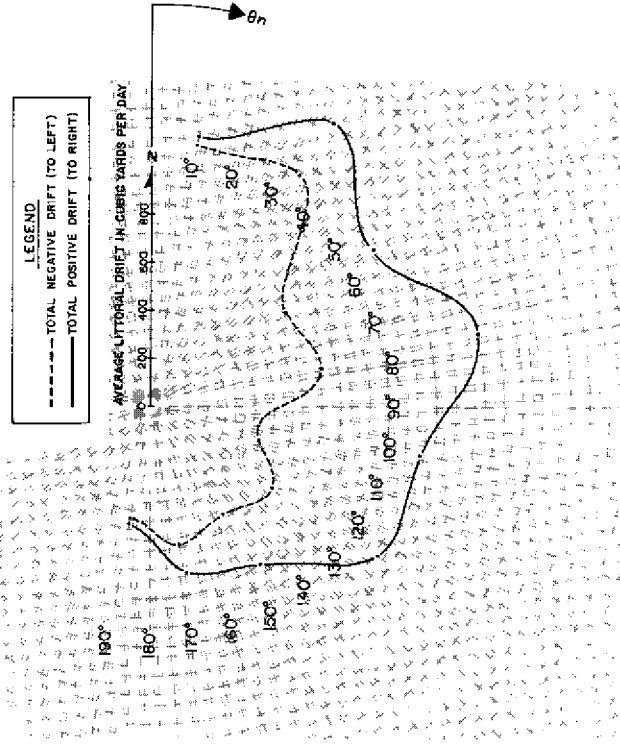 θn
LEGEND
TOTAL NEGATIVE DRIFT (TO LEFT)
TOTAL POSITIVE DRIFT (TO RIGHT)
AVERAGE LITTORAL DRIFT IN CUBIC YARDS PER DAY
0 200 400 600 800
N
10°
20°
30°
40°
50°
60°
70°
80°
90°
100°
110°
120°
130°
140°
150°
160°
170°
180°
190°